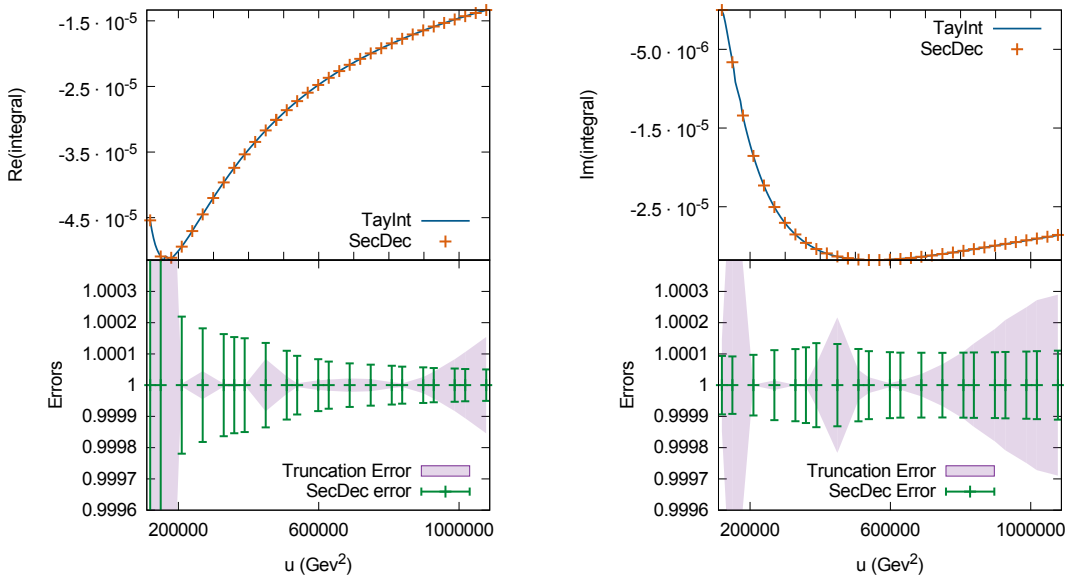 -1.5 · 10-5
-2.5 · 10-5
-3.5 · 10-5
-4.5 · 10-5
Re(integral)
TayInt
SecDec
1.0003
1.0002
1.0001
1
0.9999
0.9998
0.9997
0.9996
Errors
Truncation Error
SecDec error
200000 600000 1000000
u (Gev2)
-5.0 · 10-6
-1.5 · 10-5
-2.5 · 10-5
Im(integral)
TayInt
SecDec
1.0003
1.0002
1.0001
1
0.9999
0.9998
0.9997
0.9996
Errors
Truncation Error
SecDec Error
200000 600000 1000000
u (Gev2)